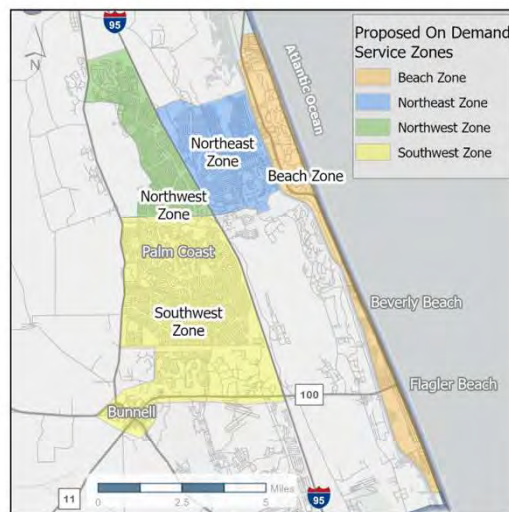 95
N
Atlantic Ocean
Proposed On Demand
Service Zones
Beach Zone
Northeast Zone
Northwest Zone
Southwest Zone
Northeast
Zone
Beach Zone
Northwest
Zone
Palm Coast
Southwest
Zone
Beverly Beach
Flagler Beach
100
Bunnell
11
0
2.5
5
Miles
95